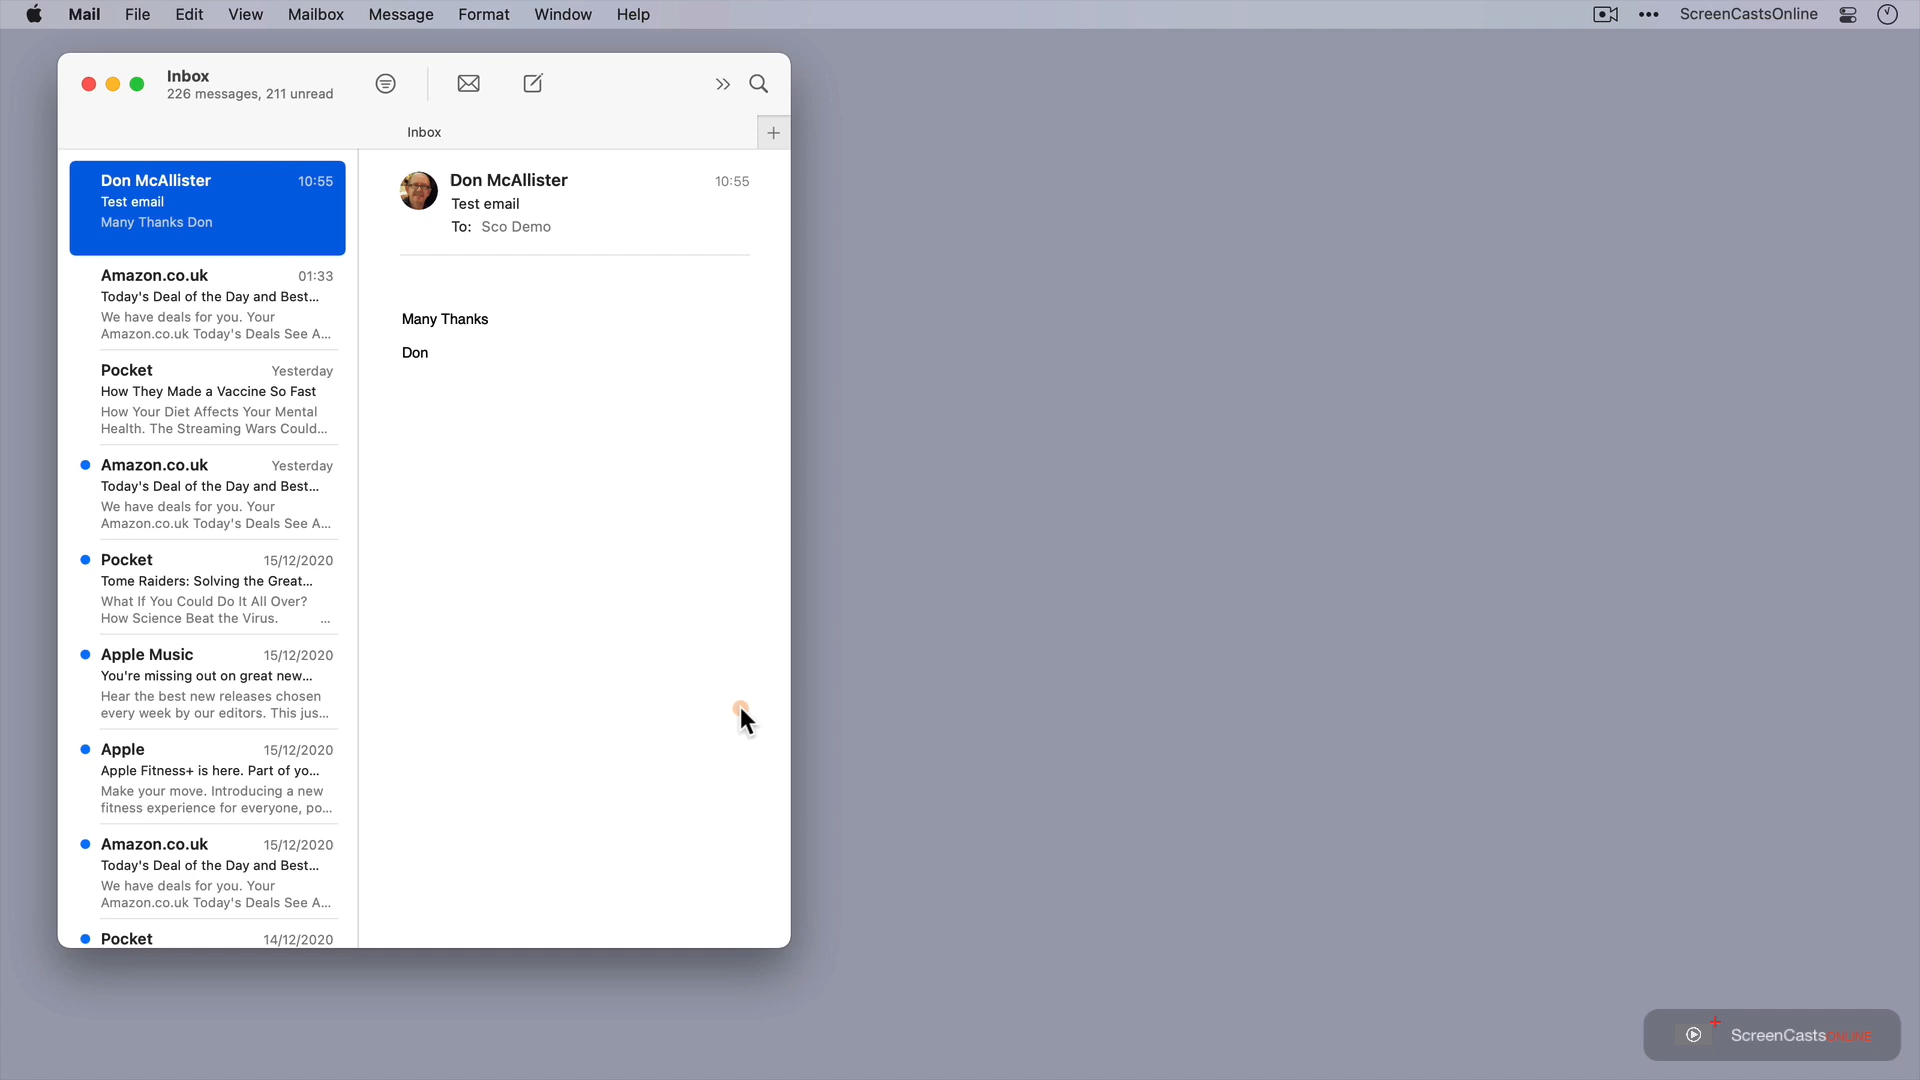 Mail File Edit View Mailbox Message Format Window Help ScreenCastsOnline
Inbox
226 messages, 211 unread
Inbox
Don McAllister 10:55
Test email
Many Thanks Don
Amazon.co.uk 01:33
Today's Deal of the Day and Best...
We have deals for you. Your
Amazon.co.uk Today's Deals See A...
Pocket Yesterday
How They Made a Vaccine So Fast
How Your Diet Affects Your Mental
Health. The Streaming Wars Could...
Amazon.co.uk Yesterday
Today's Deal of the Day and Best...
We have deals for you. Your
Amazon.co.uk Today's Deals See A...
Pocket 15/12/2020
Tome Raiders: Solving the Great...
What If You Could Do It All Over?
How Science Beat the Virus. ...
Apple Music 15/12/2020
You're missing out on great new...
Hear the best new releases chosen
every week by our editors. This jus...
Apple 15/12/2020
Apple Fitness+ is here. Part of yo...
Make your move. Introducing a new
fitness experience for everyone, po...
Amazon.co.uk 15/12/2020
Today's Deal of the Day and Best...
We have deals for you. Your
Amazon.co.uk Today's Deals See A...
Pocket 14/12/2020
Don McAllister 10:55
Test email
To: Sco Demo
Many Thanks
Don
ScreenCastsONLINE